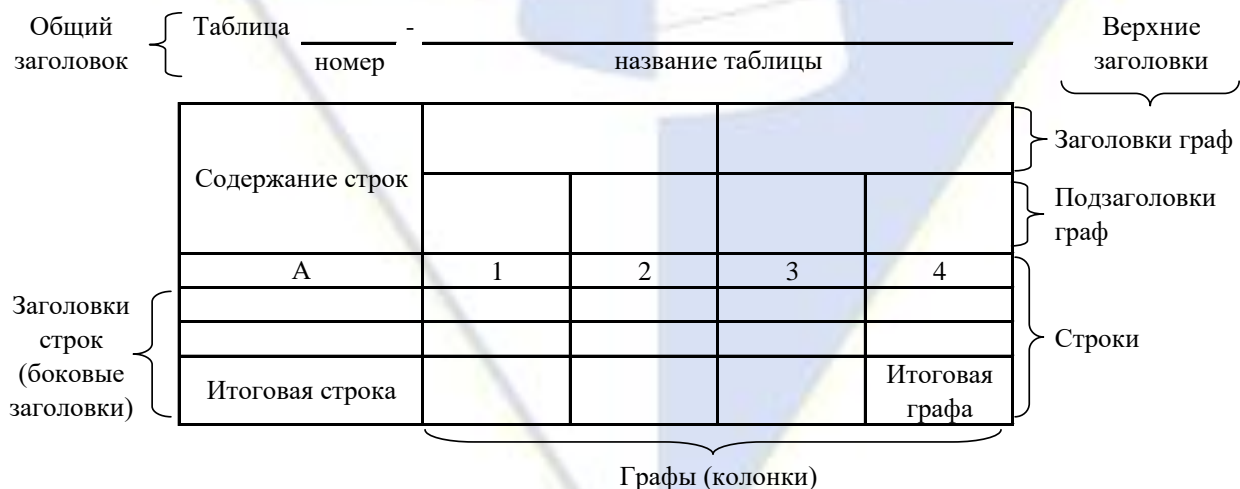 Общий
заголовок
Таблица -
номер
название таблицы
Верхние
заголовки
Содержание строк
Заголовки граф
Подзаголовки
граф
А 1 2 3 4
Заголовки
строк
(боковые
заголовки)
Строки
Итоговая строка
Итоговая
графа
Графы (колонки)